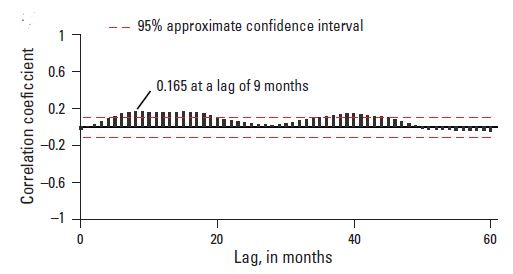 -- 95% approximate confidence interval
1
0.6
0.2
–0.2
–0.6
–1
Correlation coeficcient
0.165 at a lag of 9 months
0
20
40
60
Lag, in months